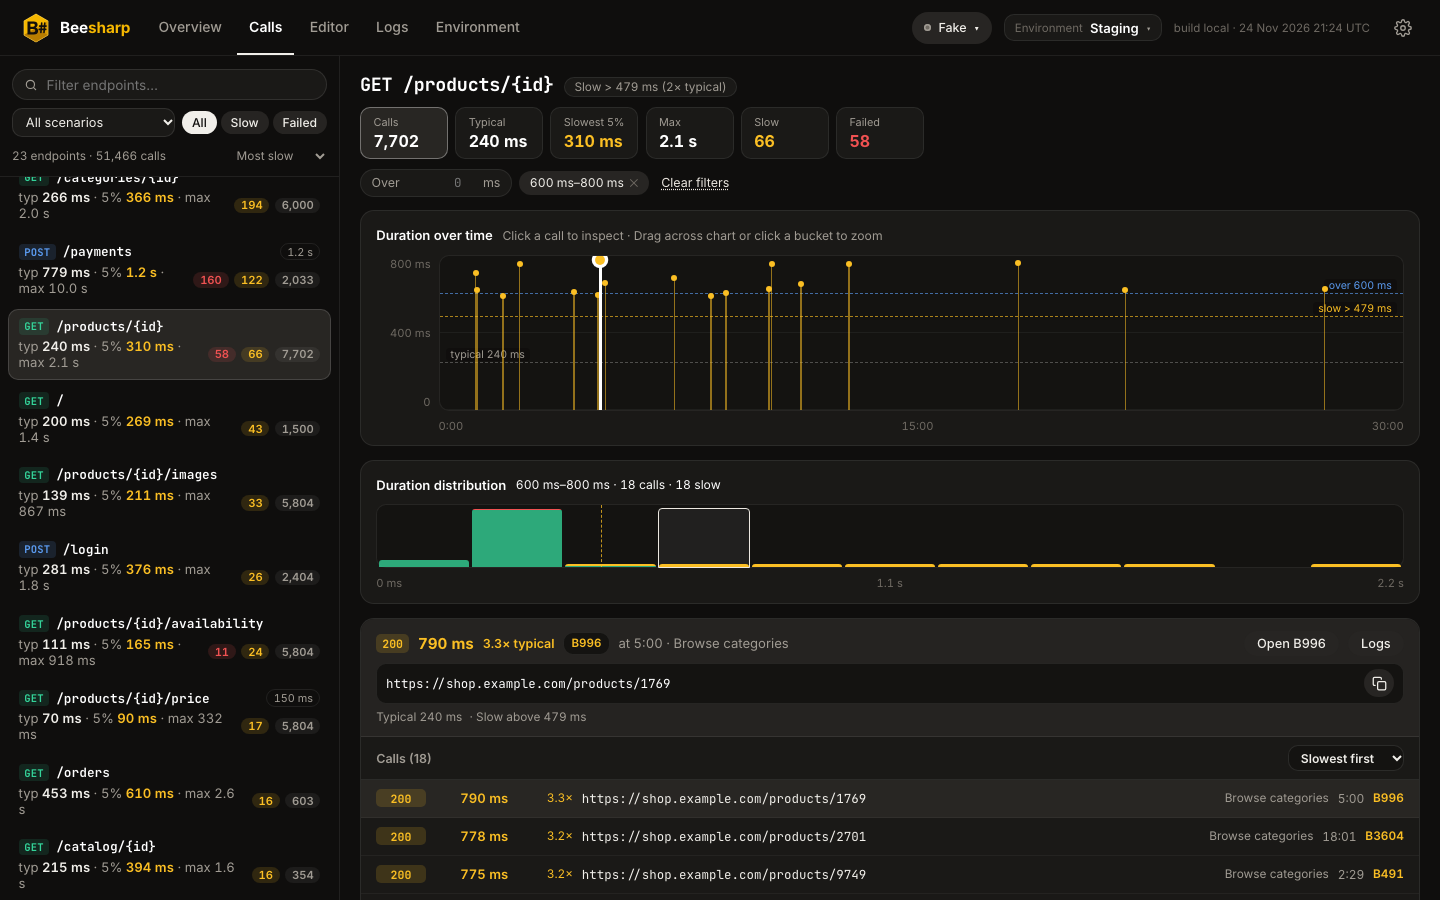 B# Beesharp Overview Calls Editor Logs Environment Fake ▾ Environment Staging ▾ build local · 24 Nov 2026 21:24 UTC
Filter endpoints...
All scenarios All Slow Failed
23 endpoints · 51,466 calls Most slow
GET /categories/{id}
typ 266 ms · 5% 366 ms · max 2.0 s 194 6,000
POST /payments 1.2 s
typ 779 ms · 5% 1.2 s · max 10.0 s 160 122 2,033
GET /products/{id}
typ 240 ms · 5% 310 ms · max 2.1 s 58 66 7,702
GET /
typ 200 ms · 5% 269 ms · max 1.4 s 43 1,500
GET /products/{id}/images
typ 139 ms · 5% 211 ms · max 867 ms 33 5,804
POST /login
typ 281 ms · 5% 376 ms · max 1.8 s 26 2,404
GET /products/{id}/availability
typ 111 ms · 5% 165 ms · max 918 ms 11 24 5,804
GET /products/{id}/price 150 ms
typ 70 ms · 5% 90 ms · max 332 ms 17 5,804
GET /orders
typ 453 ms · 5% 610 ms · max 2.6 s 16 603
GET /catalog/{id}
typ 215 ms · 5% 394 ms · max 1.6 s 16 354
GET /products/{id} Slow > 479 ms (2× typical)
Calls Typical Slowest 5% Max Slow Failed
7,702 240 ms 310 ms 2.1 s 66 58
Over 0 ms 600 ms–800 ms × Clear filters
Duration over time Click a call to inspect · Drag across chart or click a bucket to zoom
800 ms
over 600 ms
slow > 479 ms
400 ms
typical 240 ms
0
0:00 15:00 30:00
Duration distribution 600 ms–800 ms · 18 calls · 18 slow
0 ms 1.1 s 2.2 s
200 790 ms 3.3× typical B996 at 5:00 · Browse categories Open B996 Logs
https://shop.example.com/products/1769
Typical 240 ms · Slow above 479 ms
Calls (18) Slowest first
200 790 ms 3.3× https://shop.example.com/products/1769 Browse categories 5:00 B996
200 778 ms 3.2× https://shop.example.com/products/2701 Browse categories 18:01 B3604
200 775 ms 3.2× https://shop.example.com/products/9749 Browse categories 2:29 B491